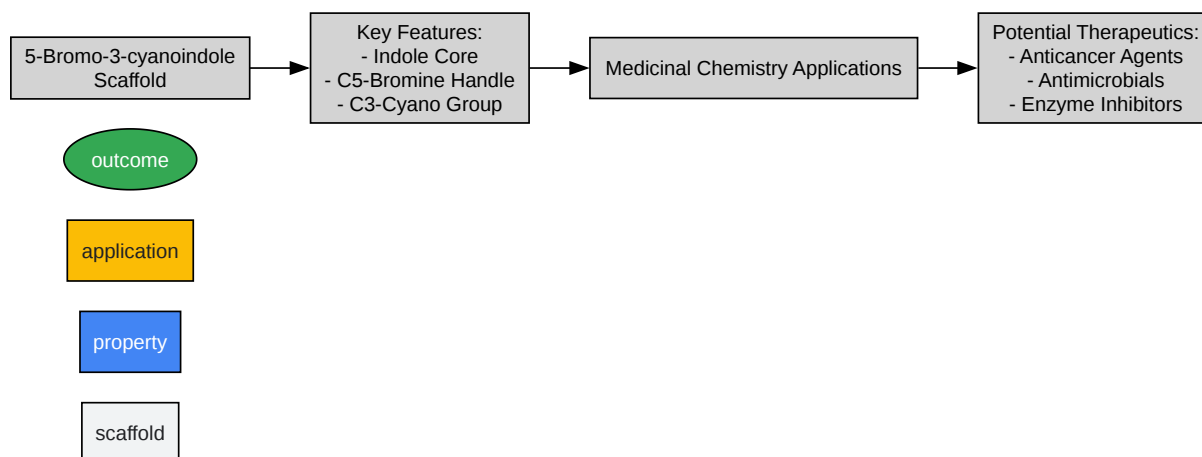 5-Bromo-3-cyanoindole
Scaffold
Key Features:
- Indole Core
- C5-Bromine Handle
- C3-Cyano Group
Medicinal Chemistry Applications
Potential Therapeutics:
- Anticancer Agents
- Antimicrobials
- Enzyme Inhibitors
outcome
application
property
scaffold